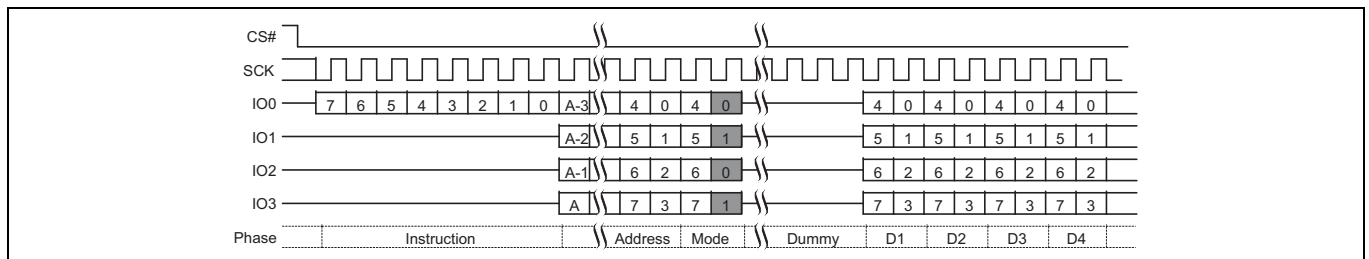 CS#
SCK
IO0 7 6 5 4 3 2 1 0 A-3 4 0 4 0 4 0 4 0 4 0 4 0
IO1 A-2 5 1 5 1 5 1 5 1 5 1 5 1
IO2 A-1 6 2 6 0 6 2 6 2 6 2 6 2
IO3 A 7 3 7 1 7 3 7 3 7 3 7 3
Phase Instruction Address Mode Dummy D1 D2 D3 D4